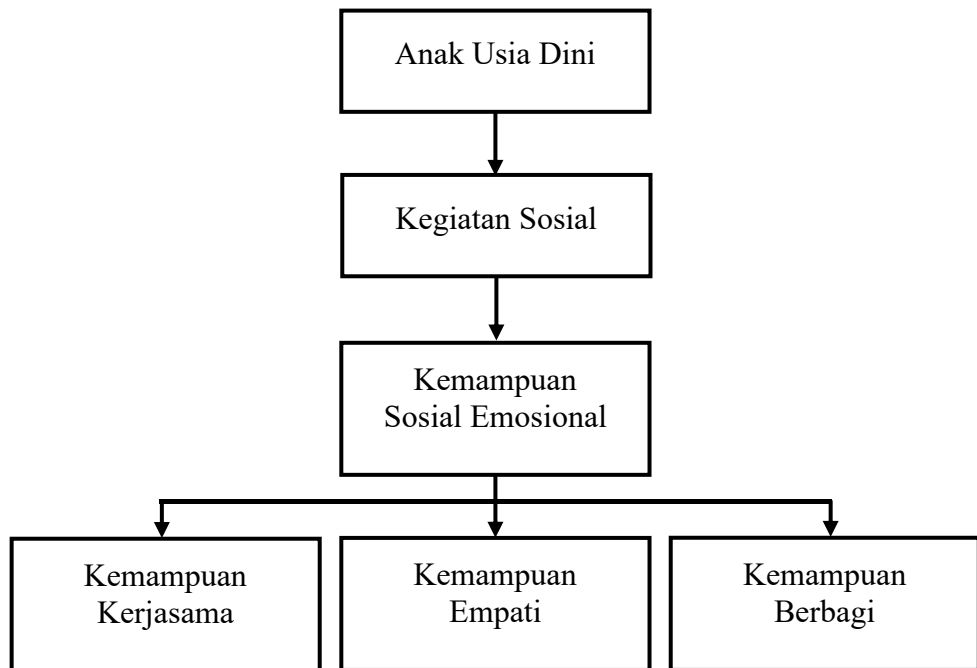 Anak Usia Dini
Kegiatan Sosial
Kemampuan
Sosial Emosional
Kemampuan
Kerjasama
Kemampuan
Empati
Kemampuan
Berbagi